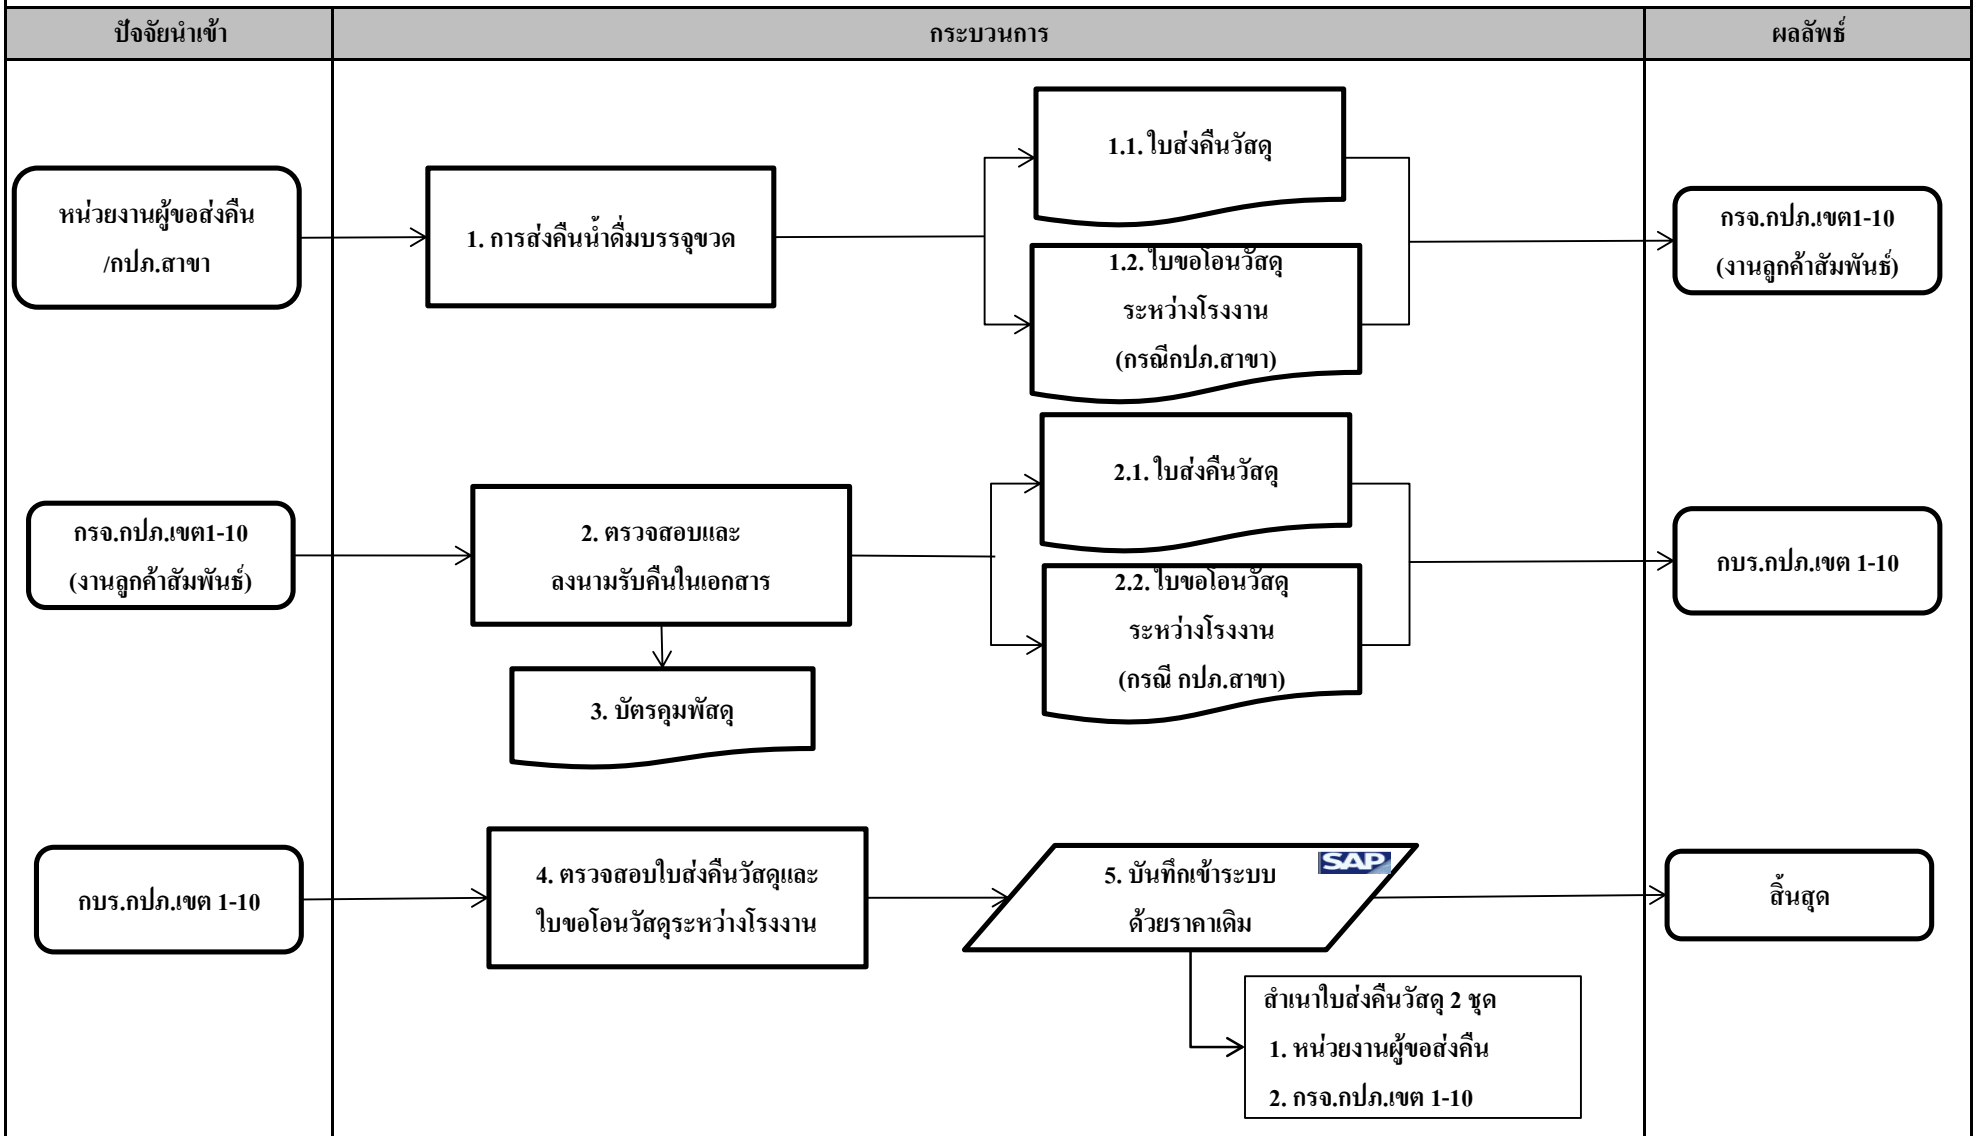 ปัจจัยนำเข้า
กระบวนการ
ผลลัพธ์
หน่วยงานผู้ขอส่งคืน
/กปภ.สาขา
1. การส่งคืนน้ำดื่มบรรจุขวด
1.1. ใบส่งคืนวัสดุ
1.2. ใบขอโอนวัสดุ
ระหว่างโรงงาน
(กรณีกปภ.สาขา)
กรจ.กปภ.เขต1-10
(งานลูกค้าสัมพันธ์)
กรจ.กปภ.เขต1-10
(งานลูกค้าสัมพันธ์)
2. ตรวจสอบและ
ลงนามรับคืนในเอกสาร
3. บัตรคุมพัสดุ
2.1. ใบส่งคืนวัสดุ
2.2. ใบขอโอนวัสดุ
ระหว่างโรงงาน
(กรณี กปภ.สาขา)
กบร.กปภ.เขต 1-10
กบร.กปภ.เขต 1-10
4. ตรวจสอบใบส่งคืนวัสดุและ
ใบขอโอนวัสดุระหว่างโรงงาน
SAP
5. บันทึกเข้าระบบ
ด้วยราคาเดิม
สิ้นสุด
สำเนาใบส่งคืนวัสดุ 2 ชุด
1. หน่วยงานผู้ขอส่งคืน
2. กรจ.กปภ.เขต 1-10